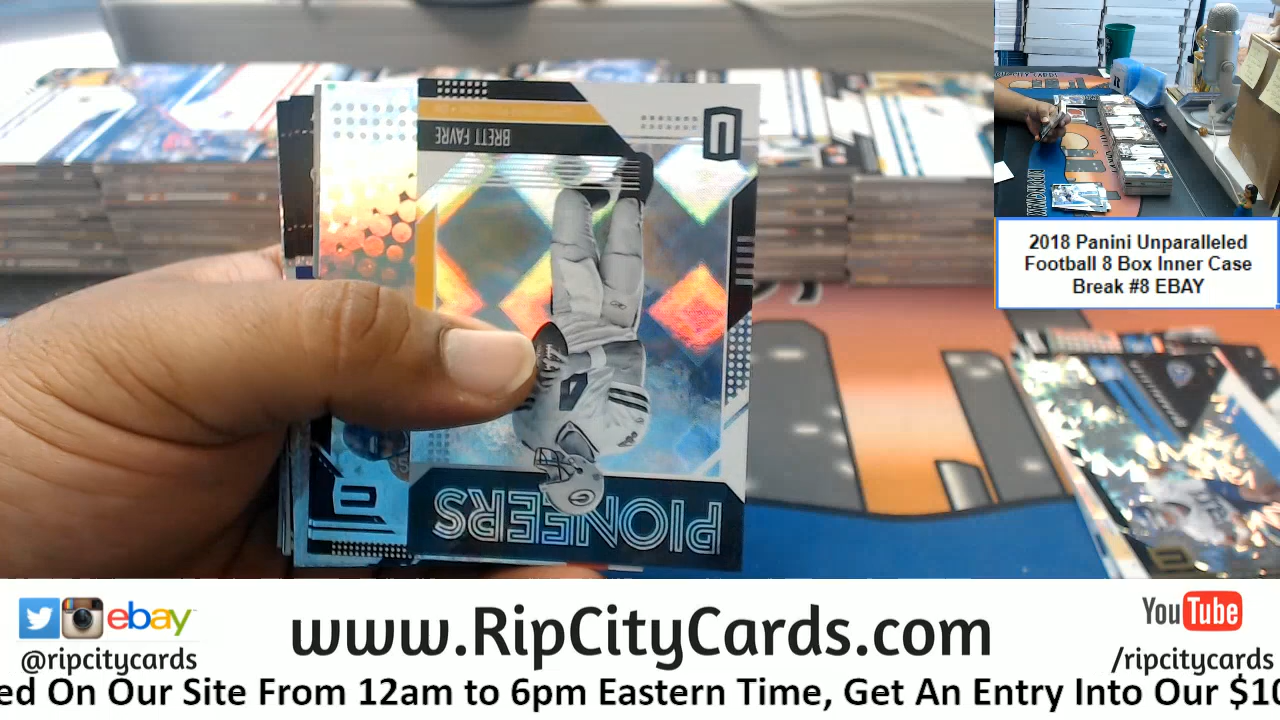 BRETT FAVRE
PIONEERS
4
2018 Panini Unparalleled
Football 8 Box Inner Case
Break #8 EBAY
ebay
@ripcitycards
www.RipCityCards.com
YouTube
/ripcitycards
ed On Our Site From 12am to 6pm Eastern Time, Get An Entry Into Our $10